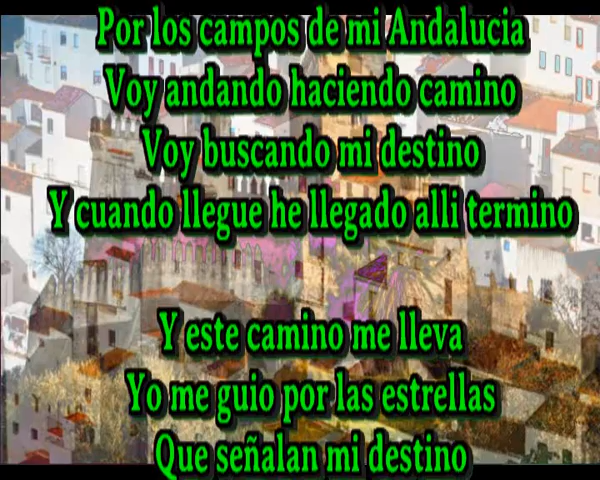 Por los campos de mi Andalucia
Voy andando haciendo camino
Voy buscando mi destino
Y cuando llegue he llegado alli termino
Y este camino me lleva
Yo me guio por las estrellas
Que señalan mi destino